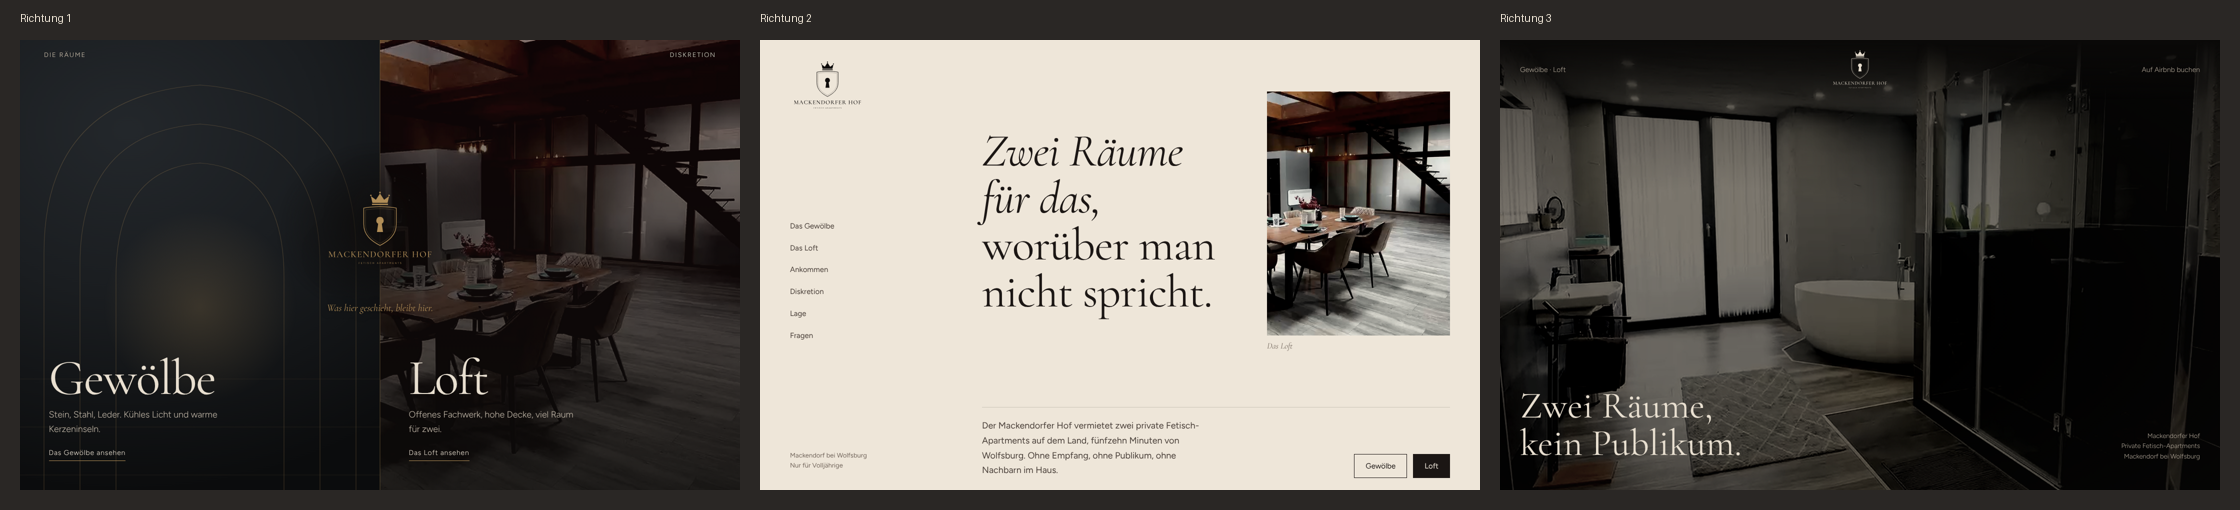 Richtung 1
DIE RÄUME
DISKRETION
MACKENDORFER HOF
Was hier geschieht, bleibt hier.
Gewölbe
Stein, Stahl, Leder. Kühles Licht und warme
Kerzeninseln.
Das Gewölbe ansehen
Loft
Offenes Fachwerk, hohe Decke, viel Raum
für zwei.
Das Loft ansehen
Richtung 2
MACKENDORFER HOF
Das Gewölbe
Das Loft
Ankommen
Diskretion
Lage
Fragen
Mackendorf bei Wolfsburg
Nur für Volljährige
Zwei Räume
für das,
worüber man
nicht spricht.
Das Loft
Der Mackendorfer Hof vermietet zwei private Fetisch-
Apartments auf dem Land, fünfzehn Minuten von
Wolfsburg. Ohne Empfang, ohne Publikum, ohne
Nachbarn im Haus.
Gewölbe
Loft
Richtung 3
Gewölbe · Loft
MACKENDORFER HOF
Auf Airbnb buchen
Zwei Räume,
kein Publikum.
Mackendorfer Hof
Private Fetisch-Apartments
Mackendorf bei Wolfsburg